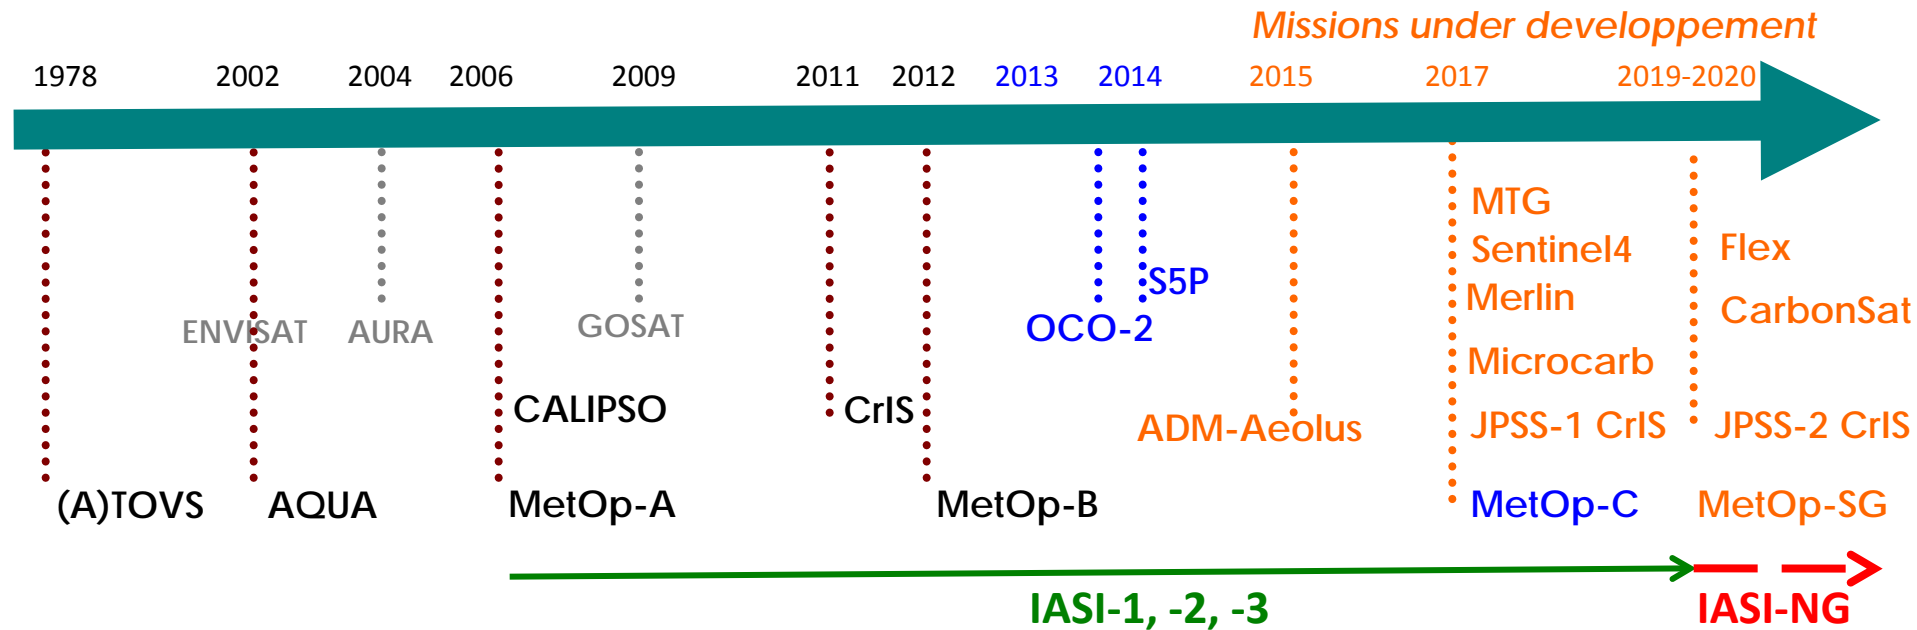 Missions under developpement
1978 2002 2004 2006 2009 2011 2012 2013 2014 2015 2017 2019-2020
MTG
Sentinel4 Flex
S5P
Merlin CarbonSat
ENVISAT AURA GOSAT OCO-2
Microcarb
CALIPSO CrIS
ADM-Aeolus JPSS-1 CrIS JPSS-2 CrIS
(A)TOVS AQUA MetOp-A MetOp-B MetOp-C MetOp-SG
IASI-1, -2, -3 IASI-NG